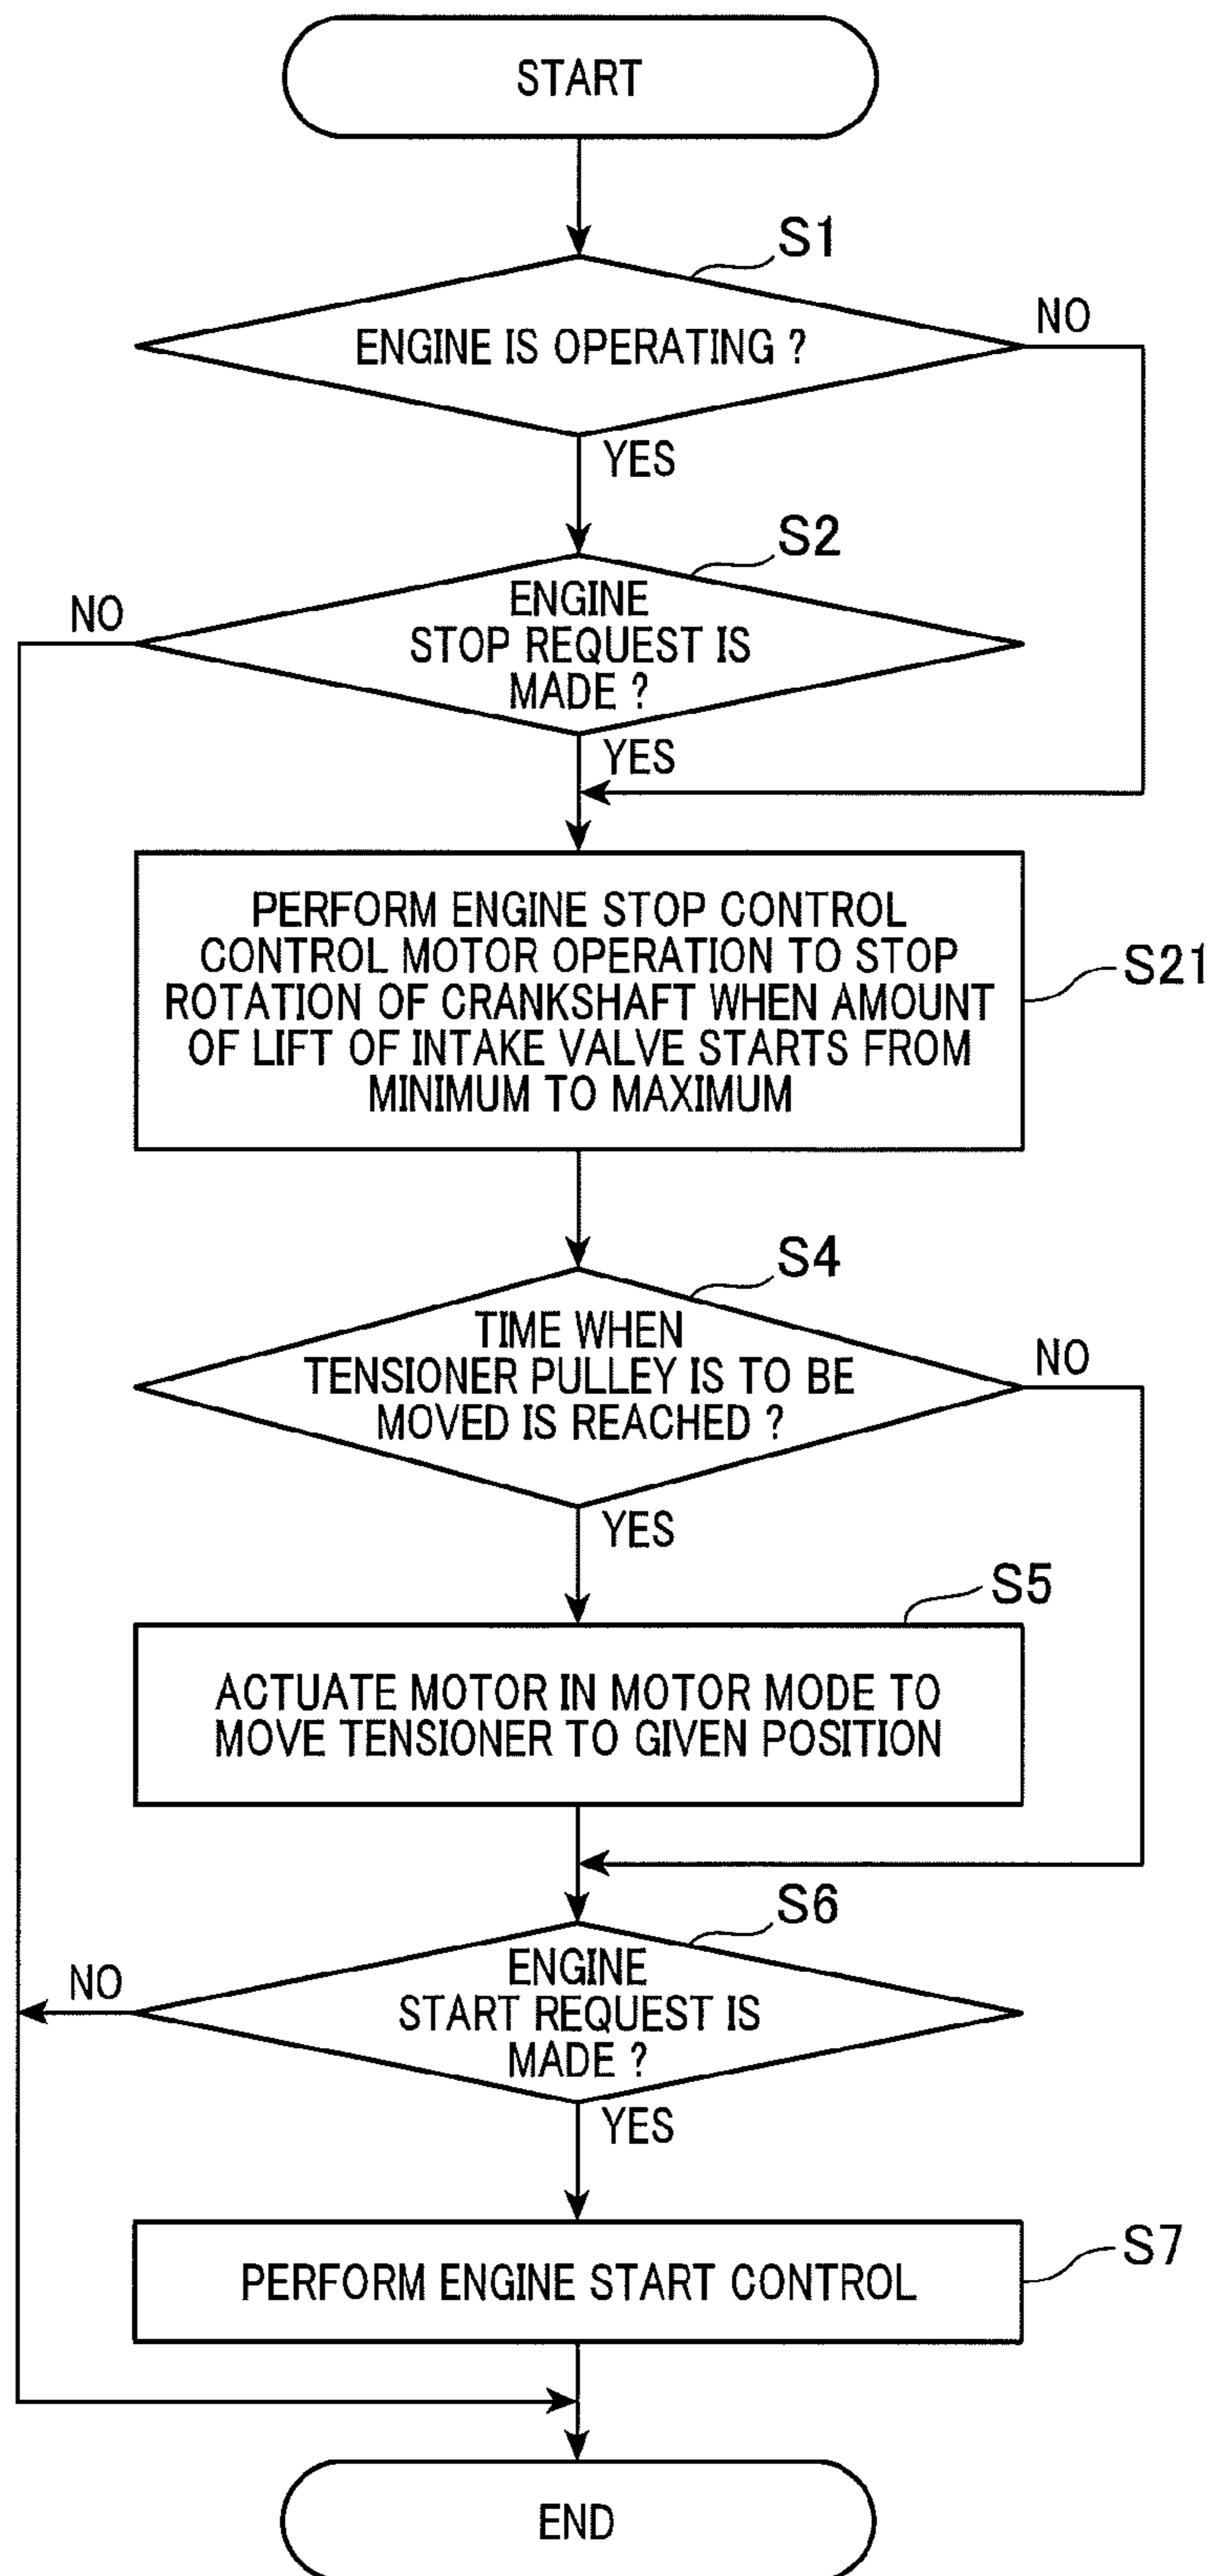 START
S1
ENGINE IS OPERATING ?
NO
YES
S2
NO
ENGINE
STOP REQUEST IS
MADE ?
YES
PERFORM ENGINE STOP CONTROL
CONTROL MOTOR OPERATION TO STOP
ROTATION OF CRANKSHAFT WHEN AMOUNT
OF LIFT OF INTAKE VALVE STARTS FROM
MINIMUM TO MAXIMUM
S21
S4
TIME WHEN
TENSIONER PULLEY IS TO BE
MOVED IS REACHED ?
NO
YES
S5
ACTUATE MOTOR IN MOTOR MODE TO
MOVE TENSIONER TO GIVEN POSITION
S6
NO
ENGINE
START REQUEST IS
MADE ?
YES
PERFORM ENGINE START CONTROL
S7
END